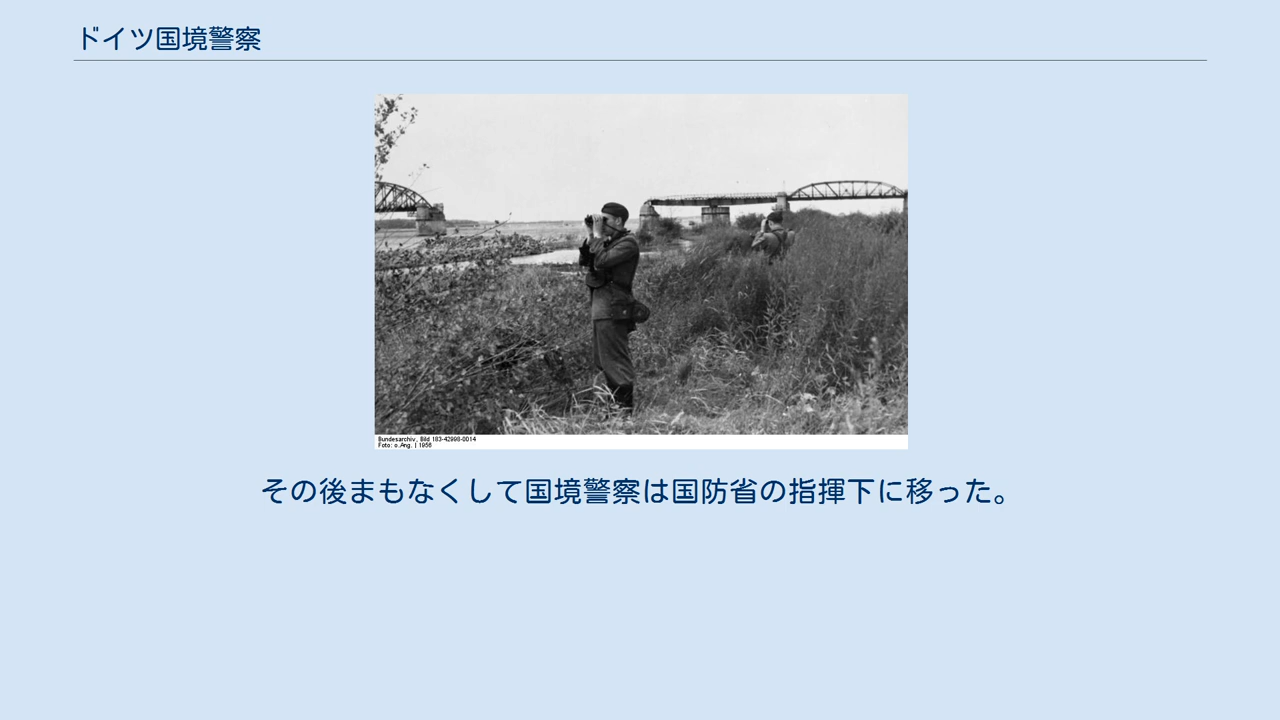 ドイツ国境警察
Bundesarchiv, Bild 183-42998-0014
Foto: o.Ang. | 1956
その後まもなくして国境警察は国防省の指揮下に移った。